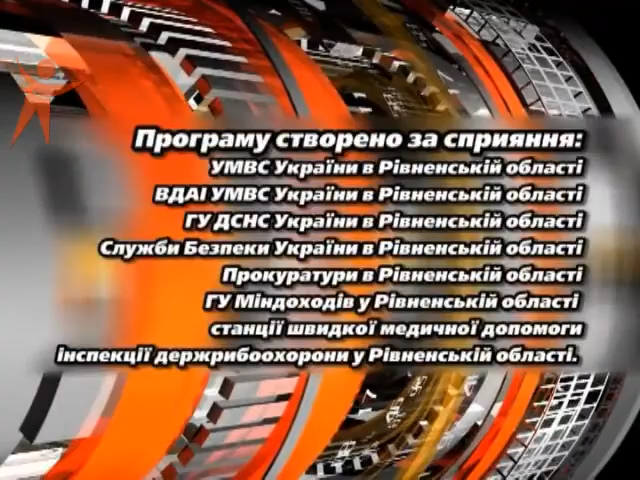 Програму створено за сприяння:
УМВС України в Рівненській області
ВДАІ УМВС України в Рівненській області
ГУ ДСНС України в Рівненській області
Служби Безпеки України в Рівненській області
Прокуратури в Рівненській області
ГУ Міндоходів у Рівненській області
станції швидкої медичної допомоги
інспекції держрибоохорони у Рівненській області.